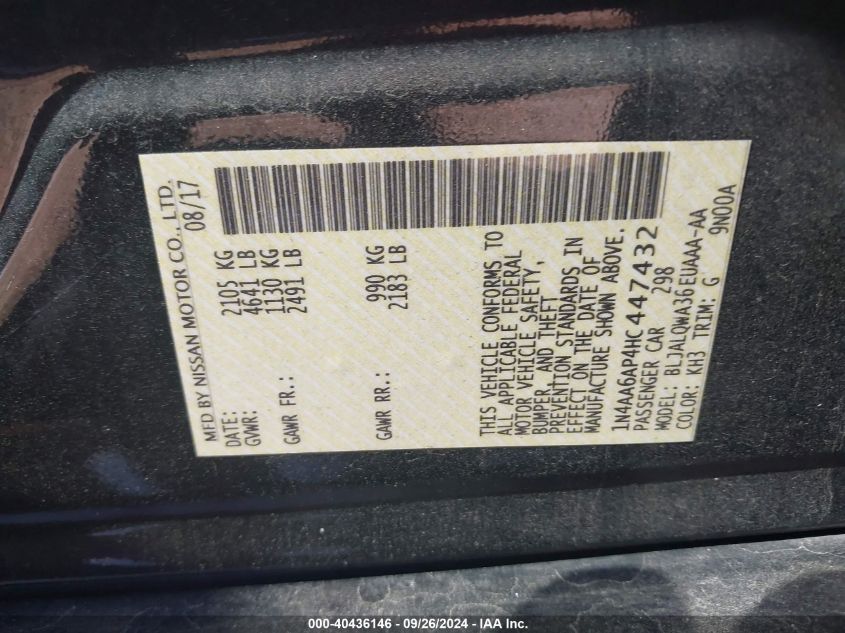 MFD BY NISSAN MOTOR CO., LTD.
DATE: 08/17
GVWR: 2105 KG
4641 LB
GAWR FR.: 1130 KG
2491 LB
GAWR RR.: 990 KG
2183 LB
THIS VEHICLE CONFORMS TO
ALL APPLICABLE FEDERAL
MOTOR VEHICLE SAFETY,
BUMPER, AND THEFT
PREVENTION STANDARDS IN
EFFECT ON THE DATE OF
MANUFACTURE SHOWN ABOVE.
1N4AA6AP4HC447432
PASSENGER CAR 298
MODEL: BLJALQWA36EUAAA-AA
COLOR: KH3 TRIM: G 9N00A
000-40436146 - 09/26/2024 - IAA Inc.